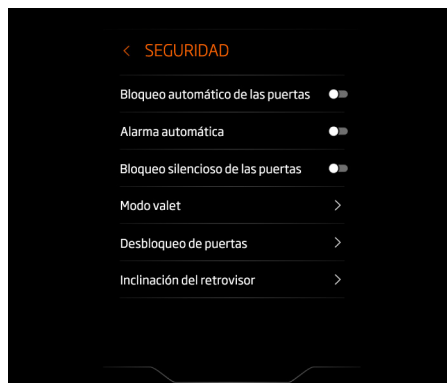 SEGURIDAD
Bloqueo automático de las puertas
Alarma automática
Bloqueo silencioso de las puertas
Modo valet
Desbloqueo de puertas
Inclinación del retrovisor